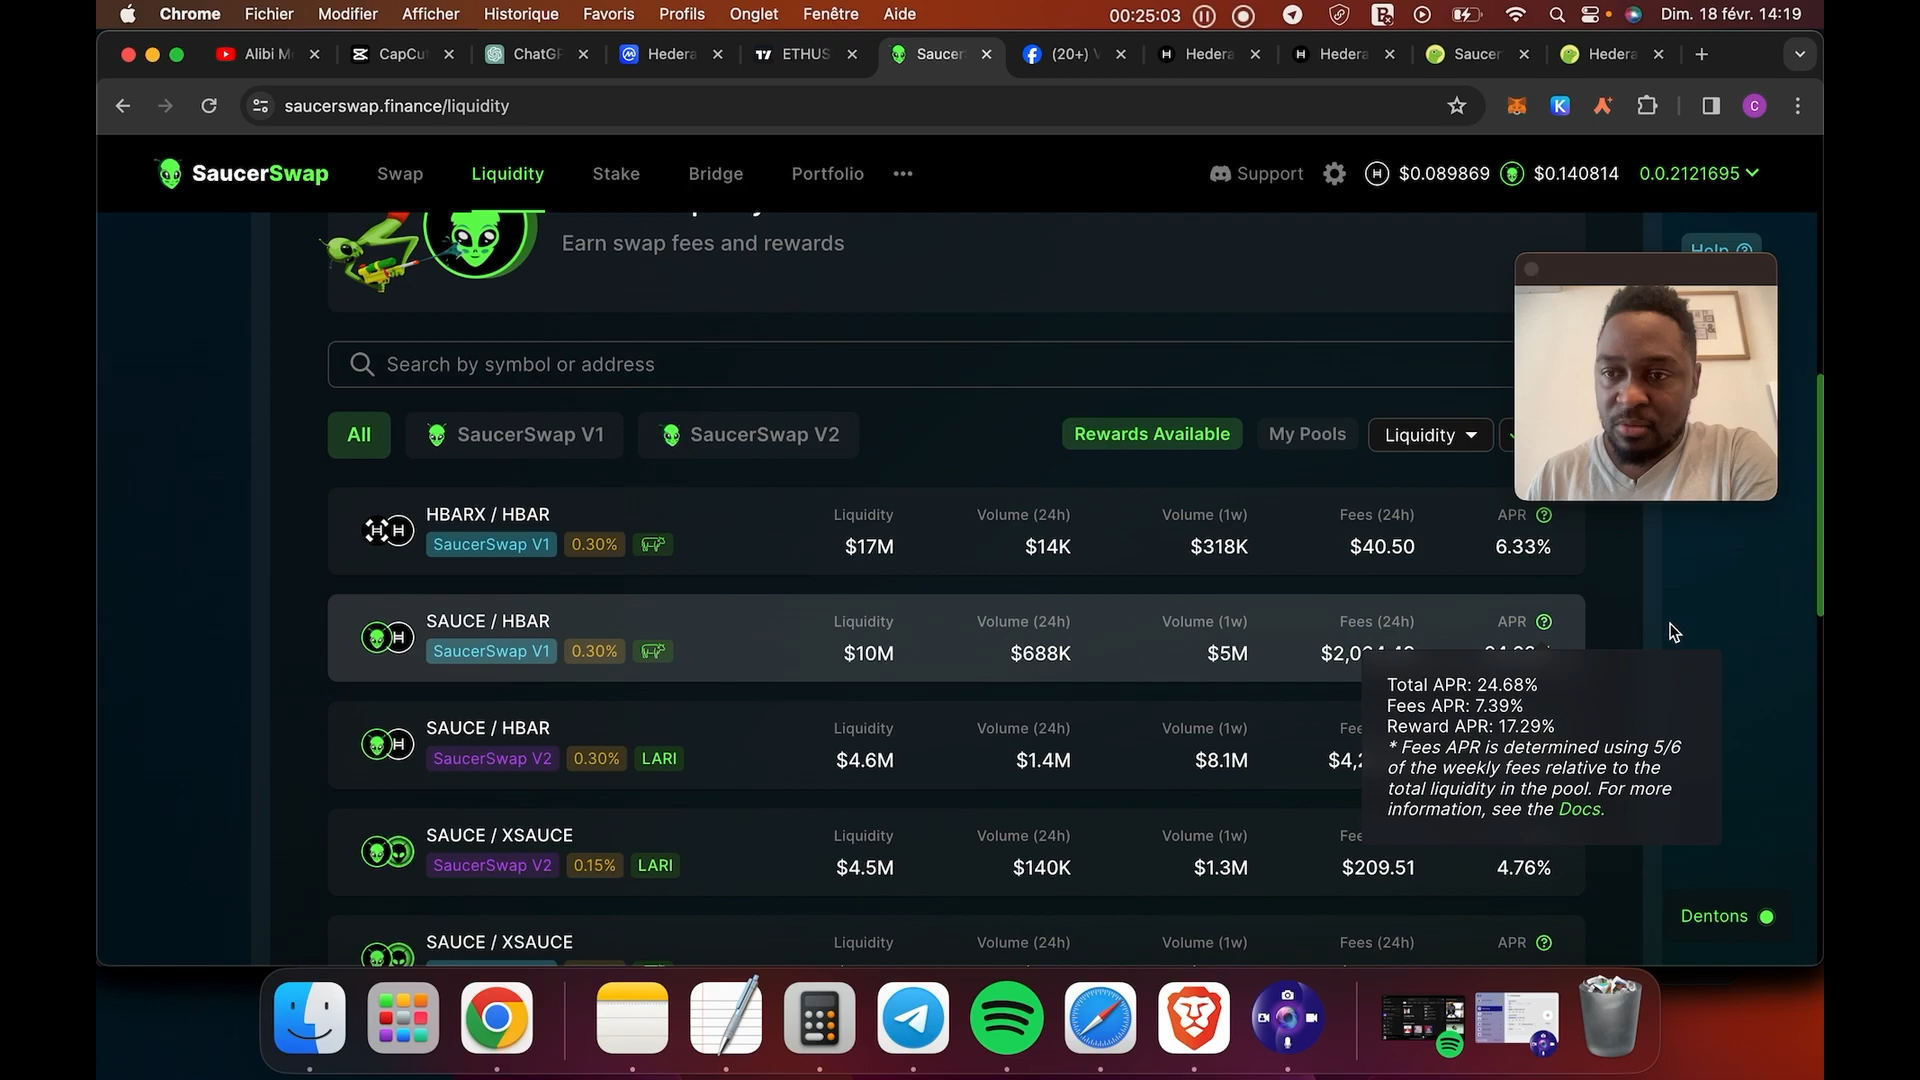 Chrome Fichier Modifier Afficher Historique Favoris Profils Onglet Fenêtre Aide 00:25:03 Dim. 18 févr. 14:19
Alibi CapCu ChatG Hedera ETHUS Saucer (20+) Hedera Hedera Saucer Hedera
saucerswap.finance/liquidity
SaucerSwap Swap Liquidity Stake Bridge Portfolio ••• Support $0.089869 $0.140814 0.0.2121695
Earn swap fees and rewards
Help
Search by symbol or address
All SaucerSwap V1 SaucerSwap V2 Rewards Available My Pools Liquidity
HBARX / HBAR Liquidity Volume (24h) Volume (1w) Fees (24h) APR
SaucerSwap V1 0.30% $17M $14K $318K $40.50 6.33%
SAUCE / HBAR Liquidity Volume (24h) Volume (1w) Fees (24h) APR
SaucerSwap V1 0.30% $10M $688K $5M
SAUCE / HBAR Liquidity Volume (24h) Volume (1w)
SaucerSwap V2 0.30% LARI $4.6M $1.4M $8.1M
Total APR: 24.68%
Fees APR: 7.39%
Reward APR: 17.29%
* Fees APR is determined using 5/6
of the weekly fees relative to the
total liquidity in the pool. For more
information, see the Docs.
SAUCE / XSAUCE Liquidity Volume (24h) Volume (1w)
SaucerSwap V2 0.15% LARI $4.5M $140K $1.3M $209.51 4.76%
Dentons
SAUCE / XSAUCE Liquidity Volume (24h) Volume (1w) Fees (24h) APR